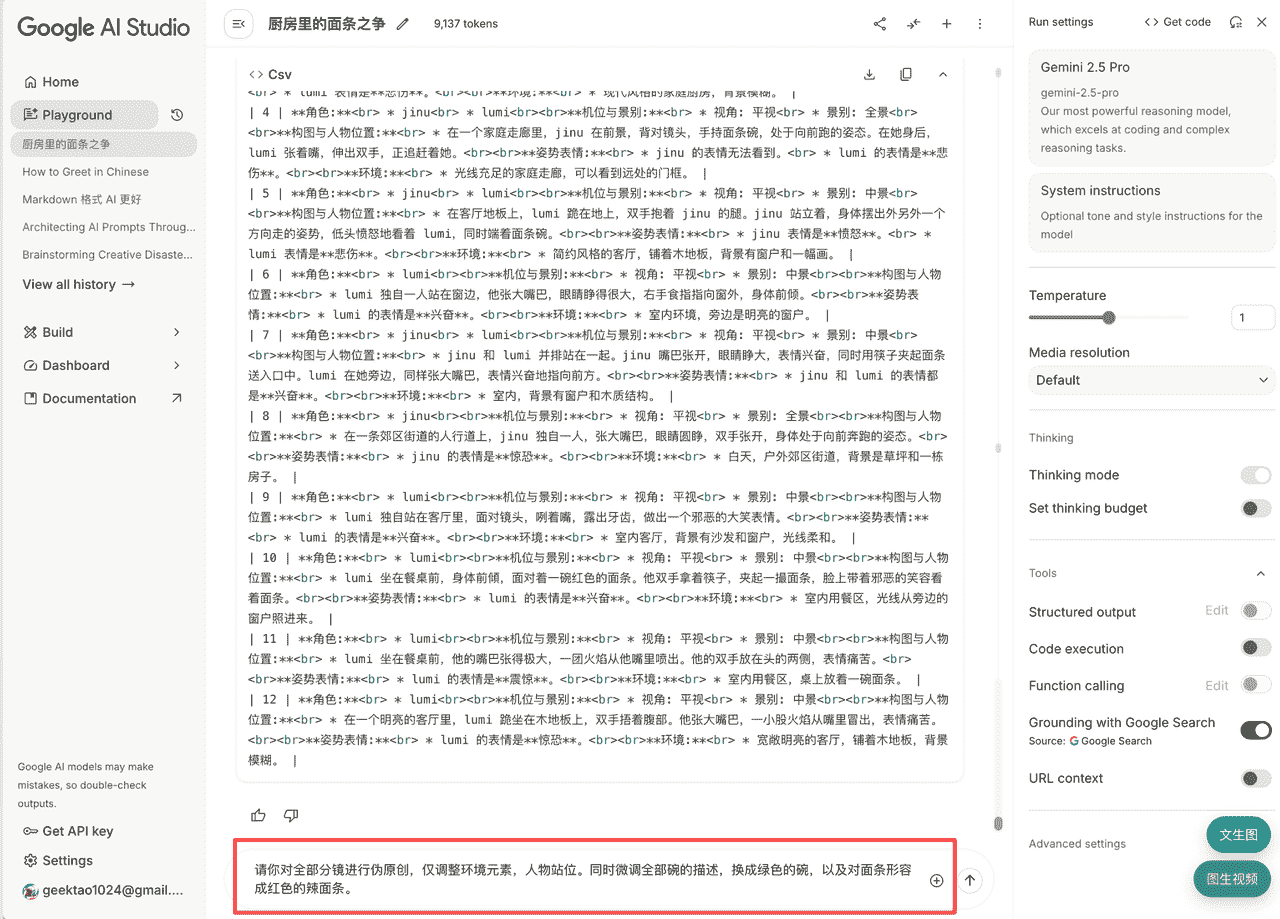 Google AI Studio
Home
Playground
厨房里的面条之争
How to Greet in Chinese
Markdown 格式 AI 更好
Architecting AI Prompts Throug...
Brainstorming Creative Disaste...
View all history →
Build
Dashboard
Documentation
Google AI models may make
mistakes, so double-check
outputs.
Get API key
Settings
geektao1024@gmail....
厨房里的面条之争
9,137 tokens
<> Csv
<br> * lumi 表情是**悲伤**。<br><br>**环境:**<br> * 现代风格的家庭厨房，背景模糊。 |
| 4 | **角色:**<br> * jinu<br> * lumi<br><br>**机位与景别:**<br> * 视角: 平视<br> * 景别: 全景<br>
<br>**构图与人物位置:**<br> * 在一个家庭走廊里，jinu 在前景，背对镜头，手持面条碗，处于向前跑的姿态。在她身后，
lumi 张着嘴，伸出双手，正追赶着她。<br><br>**姿势表情:**<br> * jinu 的表情无法看到。<br> * lumi 的表情是**悲
伤**。<br><br>**环境:**<br> * 光线充足的家庭走廊，可以看到远处的门框。 |
| 5 | **角色:**<br> * jinu<br> * lumi<br><br>**机位与景别:**<br> * 视角: 平视<br> * 景别: 中景<br>
<br>**构图与人物位置:**<br> * 在客厅地板上，lumi 跪在地上，双手抱着 jinu 的腿。jinu 站立着，身体摆出外另外一个
方向走的姿势，低头愤怒地看着 lumi，同时端着面条碗。<br><br>**姿势表情:**<br> * jinu 表情是**愤怒**。<br> *
lumi 表情是**悲伤**。<br><br>**环境:**<br> * 简约风格的客厅，铺着木地板，背景有窗户和一幅画。 |
| 6 | **角色:**<br> * lumi<br><br>**机位与景别:**<br> * 视角: 平视<br> * 景别: 中景<br><br>**构图与人物
位置:**<br> * lumi 独自一人站在窗边，他张大嘴巴，眼睛睁得很大，右手食指指向窗外，身体前倾。<br><br>**姿势表
情:**<br> * lumi 的表情是**兴奋**。<br><br>**环境:**<br> * 室内环境，旁边是明亮的窗户。 |
| 7 | **角色:**<br> * jinu<br> * lumi<br><br>**机位与景别:**<br> * 视角: 平视<br> * 景别: 中景<br>
<br>**构图与人物位置:**<br> * jinu 和 lumi 并排站在一起。jinu 嘴巴张开，眼睛睁大，表情兴奋，同时用筷子夹起面条
送入口中。lumi 在她旁边，同样张大嘴巴，表情兴奋地指向前方。<br><br>**姿势表情:**<br> * jinu 和 lumi 的表情都
是**兴奋**。<br><br>**环境:**<br> * 室内，背景有窗户和木质结构。 |
| 8 | **角色:**<br> * jinu<br><br>**机位与景别:**<br> * 视角: 平视<br> * 景别: 全景<br><br>**构图与人物
位置:**<br> * 在一条郊区街道的人行道上，jinu 独自一人，张大嘴巴，眼睛圆睁，双手张开，身体处于向前奔跑的姿态。<br>
<br>**姿势表情:**<br> * jinu 的表情是**惊恐**。<br><br>**环境:**<br> * 白天，户外郊区街道，背景是草坪和一栋
房子。 |
| 9 | **角色:**<br> * lumi<br><br>**机位与景别:**<br> * 视角: 平视<br> * 景别: 中景<br><br>**构图与人物
位置:**<br> * lumi 独自站在客厅里，面对镜头，咧着嘴，露出牙齿，做出一个邪恶的大笑表情。<br><br>**姿势表情:**
<br> * lumi 的表情是**兴奋**。<br><br>**环境:**<br> * 室内客厅，背景有沙发和窗户，光线柔和。 |
| 10 | **角色:**<br> * lumi<br><br>**机位与景别:**<br> * 视角: 平视<br> * 景别: 中景<br><br>**构图与人物
位置:**<br> * lumi 坐在餐桌前，身体前倾，面对着一碗红色的面条。他双手拿着筷子，夹起一撮面条，脸上带着邪恶的笑容看
着面条。<br><br>**姿势表情:**<br> * lumi 的表情是**兴奋**。<br><br>**环境:**<br> * 室内用餐区，光线从旁边的
窗户照进来。 |
| 11 | **角色:**<br> * lumi<br><br>**机位与景别:**<br> * 视角: 平视<br> * 景别: 中景<br><br>**构图与人物
位置:**<br> * lumi 坐在餐桌前，他的嘴巴张得极大，一团火焰从他嘴里喷出。他的双手放在头的两侧，表情痛苦。<br>
<br>**姿势表情:**<br> * lumi 的表情是**震惊**。<br><br>**环境:**<br> * 室内用餐区，桌上放着一碗面条。 |
| 12 | **角色:**<br> * lumi<br><br>**机位与景别:**<br> * 视角: 平视<br> * 景别: 中景<br><br>**构图与人物
位置:**<br> * 在一个明亮的客厅里，lumi 跪坐在木地板上，双手捂着腹部。他张大嘴巴，一小股火焰从嘴里冒出，表情痛苦。
<br><br>**姿势表情:**<br> * lumi 的表情是**惊恐**。<br><br>**环境:**<br> * 宽敞明亮的客厅，铺着木地板，背景
模糊。 |
请你对全部分镜进行伪原创，仅调整环境元素，人物站位。同时微调全部碗的描述，换成绿色的碗，以及对面条形容
成红色的辣面条。
Run settings
<> Get code
Gemini 2.5 Pro
gemini-2.5-pro
Our most powerful reasoning model,
which excels at coding and complex
reasoning tasks.
System instructions
Optional tone and style instructions for the
model
Temperature
1
Media resolution
Default
Thinking
Thinking mode
Set thinking budget
Tools
Structured output Edit
Code execution
Function calling Edit
Grounding with Google Search
Source: Google Search
URL context
Advanced settings
文生图
图生视频